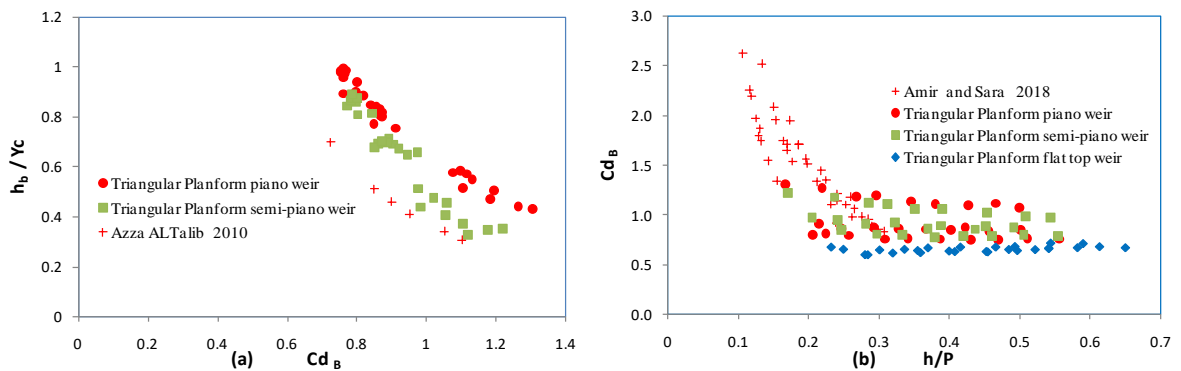 1.2
1
0.8
0.6
0.4
0.2
0
h_b / Yc
Triangular Planform piano weir
Triangular Planform semi-piano weir
Azza ALTalib 2010
0 0.2 0.4 0.6 0.8 1 1.2 1.4
(a) Cd_B
3.0
2.5
2.0
1.5
1.0
0.5
0.0
Cd_B
Amir and Sara 2018
Triangular Planform piano weir
Triangular Planform semi-piano weir
Triangular Planform flat top weir
0 0.1 0.2 0.3 0.4 0.5 0.6 0.7
(b) h/P